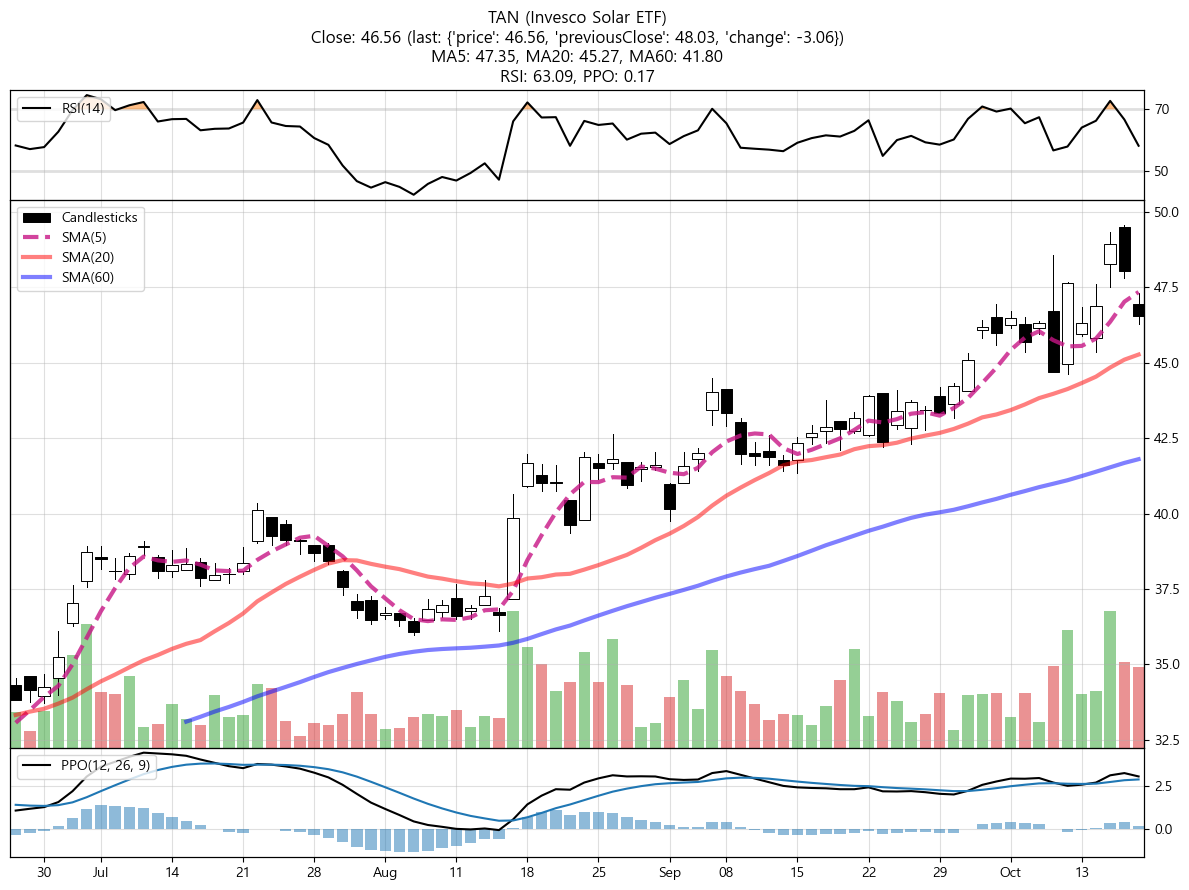 TAN (Invesco Solar ETF)
Close: 46.56 (last: {'price': 46.56, 'previousClose': 48.03, 'change': -3.06})
MA5: 47.35, MA20: 45.27, MA60: 41.80
RSI: 63.09, PPO: 0.17
RSI(14)
70
50
Candlesticks
SMA(5)
SMA(20)
SMA(60)
50.0
47.5
45.0
42.5
40.0
37.5
35.0
32.5
PPO(12, 26, 9)
2.5
0.0
30 Jul 14 21 28 Aug 11 18 25 Sep 08 15 22 29 Oct 13